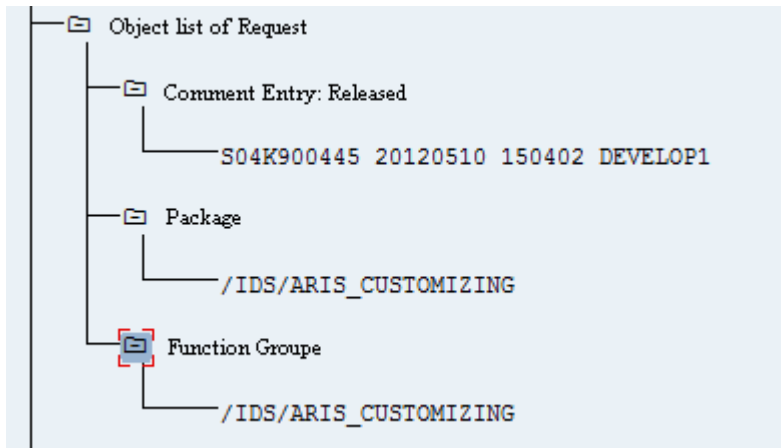 Object list of Request
Comment Entry: Released
S04K900445 20120510 150402 DEVELOP1
Package
/IDS/ARIS_CUSTOMIZING
Function Groupe
/IDS/ARIS_CUSTOMIZING